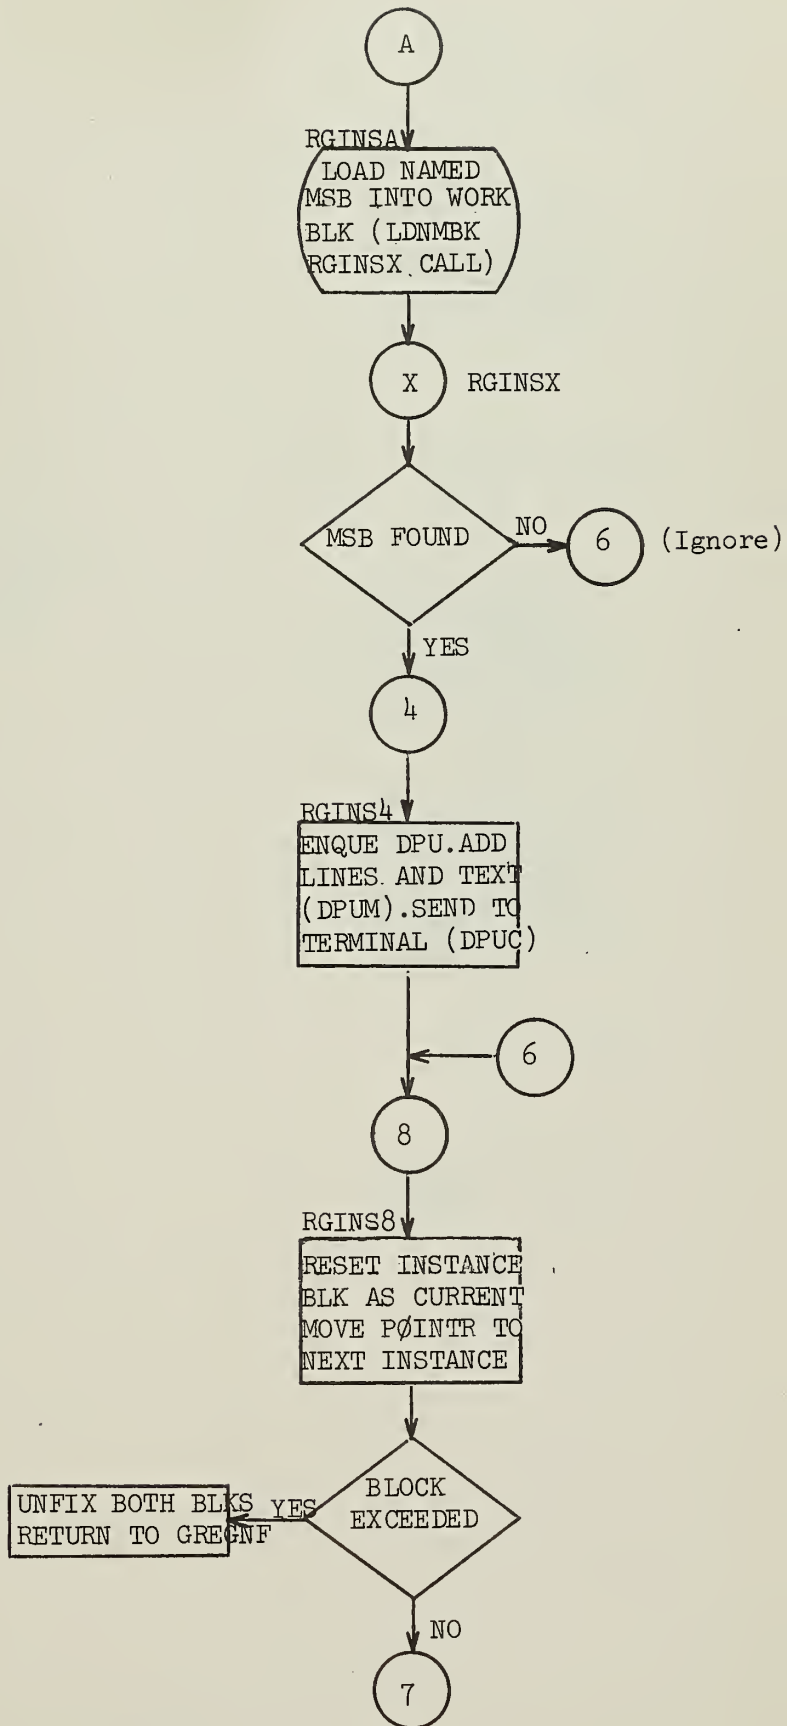 A
RGINSA
LOAD NAMED
MSB INTO WORK
BLK (LDNMBK
RGINSX CALL)
X RGINSX
MSB FOUND
NO
6 (Ignore)
YES
4
RGINS4
ENQUE DPU.ADD
LINES AND TEXT
(DPUM).SEND TO
TERMINAL (DPUC)
6
8
RGINS8
RESET INSTANCE
BLK AS CURRENT
MOVE PØINTR TO
NEXT INSTANCE
BLOCK
EXCEEDED
YES
UNFIX BOTH BLKS
RETURN TO GREGNF
NO
7